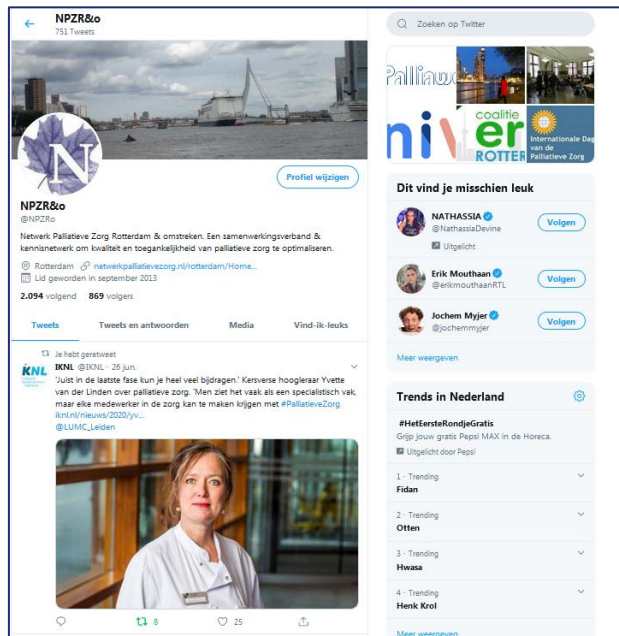 NPZR&o
751 Tweets
Profiel wijzigen
NPZR&o
@NPZRo
Netwerk Palliatieve Zorg Rotterdam & omstreken. Een samenwerkingsverband &
kennisnetwerk om kwaliteit en toegankelijkheid van palliatieve zorg te optimaliseren.
Rotterdam netwerkpalliatievezorg.nl/rotterdam/Home...
Lid geworden in september 2013
2.094 volgend 869 volgers
Tweets Tweets en antwoorden Media Vind-ik-leuks
Je hebt geretweet
IKNL @IKNL · 26 jun.
'Juist in de laatste fase kun je heel veel bijdragen.' Kersverse hoogleraar Yvette
van der Linden over palliatieve zorg. 'Men ziet het vaak als een specialistisch vak,
maar elke medewerker in de zorg kan te maken krijgen met #PalliatieveZorg
iknl.nl/nieuws/2020/yv...
@LUMC_Leiden
8 25
Zoeken op Twitter
coalitie
ROTTER
Internationale Dag
van de
Palliatieve Zorg
Dit vind je misschien leuk
NATHASSIA
@NathassiaDevine
Volgen
Uitgelicht
Erik Mouthaan
@erikmouthaanRTL
Volgen
Jochem Myjer
@jochemmyjer
Volgen
Meer weergeven
Trends in Nederland
#HetEersteRondjeGratis
Grijp jouw gratis Pepsi MAX in de Horeca.
Uitgelicht door Pepsi
1 · Trending
Fidan
2 · Trending
Otten
3 · Trending
Hwasa
4 · Trending
Henk Krol
Meer weergeven